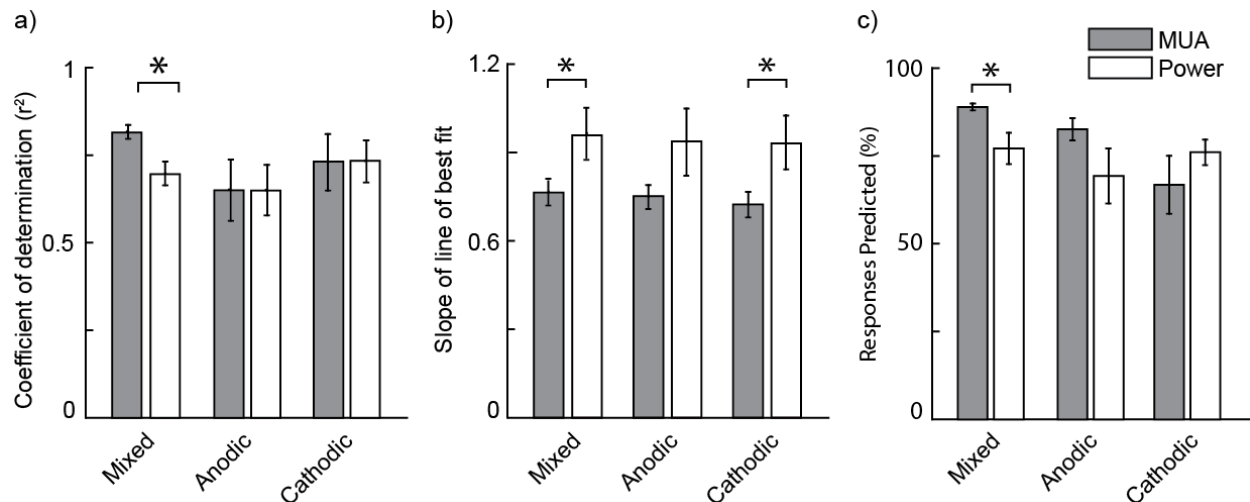 a)
Coefficient of determination (r²)
1
0.5
0
*
Mixed
Anodic
Cathodic
b)
Slope of line of best fit
1.2
0.6
0
*
*
Mixed
Anodic
Cathodic
c)
MUA
Power
Responses Predicted (%)
100
50
0
*
Mixed
Anodic
Cathodic